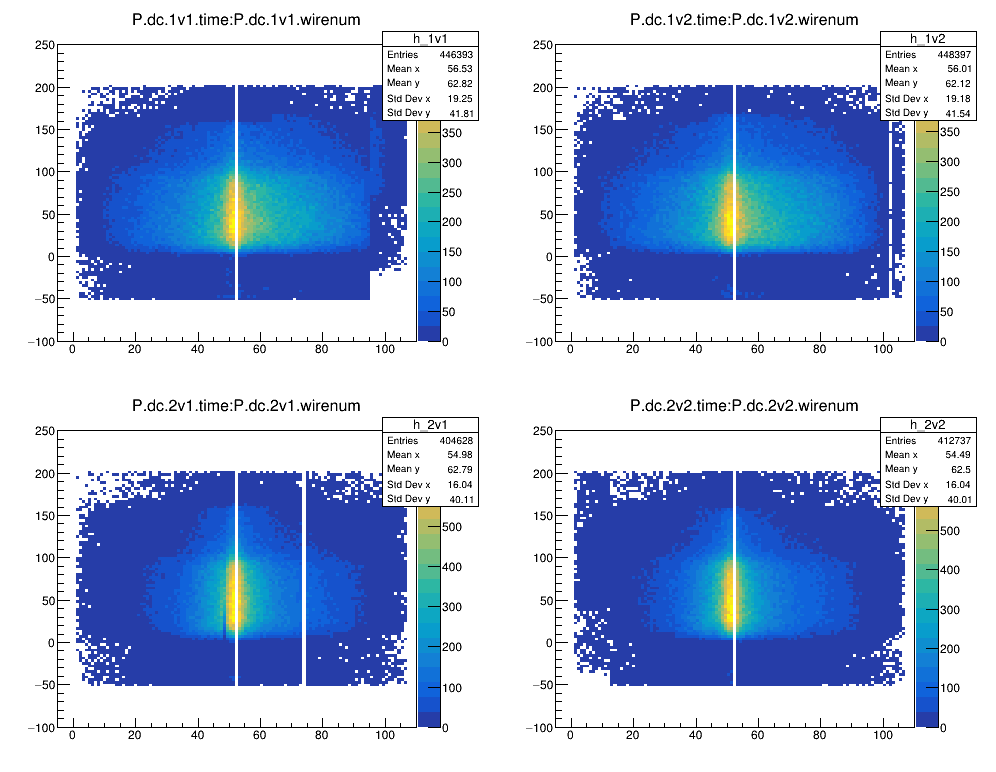 P.dc.1v1.time:P.dc.1v1.wirenum
h_1v1
Entries 446393
Mean x 56.53
Mean y 62.82
Std Dev x 19.25
Std Dev y 41.81
250
200
150
100
50
0
−50
−100
0 20 40 60 80 100
350
300
250
200
150
100
50
0
P.dc.1v2.time:P.dc.1v2.wirenum
h_1v2
Entries 448397
Mean x 56.01
Mean y 62.12
Std Dev x 19.18
Std Dev y 41.54
250
200
150
100
50
0
−50
−100
0 20 40 60 80 100
350
300
250
200
150
100
50
0
P.dc.2v1.time:P.dc.2v1.wirenum
h_2v1
Entries 404628
Mean x 54.98
Mean y 62.79
Std Dev x 16.04
Std Dev y 40.11
250
200
150
100
50
0
−50
−100
0 20 40 60 80 100
500
400
300
200
100
0
P.dc.2v2.time:P.dc.2v2.wirenum
h_2v2
Entries 412737
Mean x 54.49
Mean y 62.5
Std Dev x 16.04
Std Dev y 40.01
250
200
150
100
50
0
−50
−100
0 20 40 60 80 100
500
400
300
200
100
0